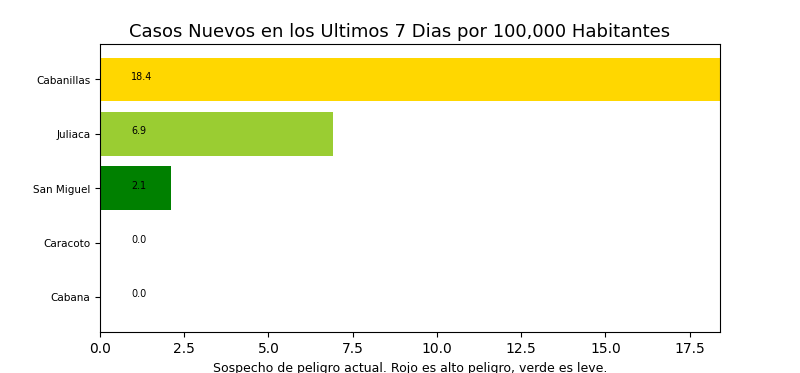 Casos Nuevos en los Ultimos 7 Dias por 100,000 Habitantes
Cabanillas 18.4
Juliaca 6.9
San Miguel 2.1
Caracoto 0.0
Cabana 0.0
0.0 2.5 5.0 7.5 10.0 12.5 15.0 17.5
Sospecho de peligro actual. Rojo es alto peligro, verde es leve.